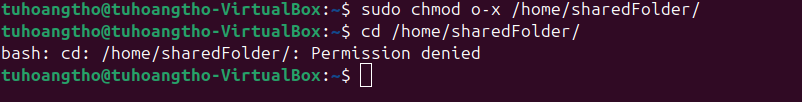 tuhoangtho@tuhoangtho-VirtualBox:~$ sudo chmod o-x /home/sharedFolder/
tuhoangtho@tuhoangtho-VirtualBox:~$ cd /home/sharedFolder/
bash: cd: /home/sharedFolder/: Permission denied
tuhoangtho@tuhoangtho-VirtualBox:~$